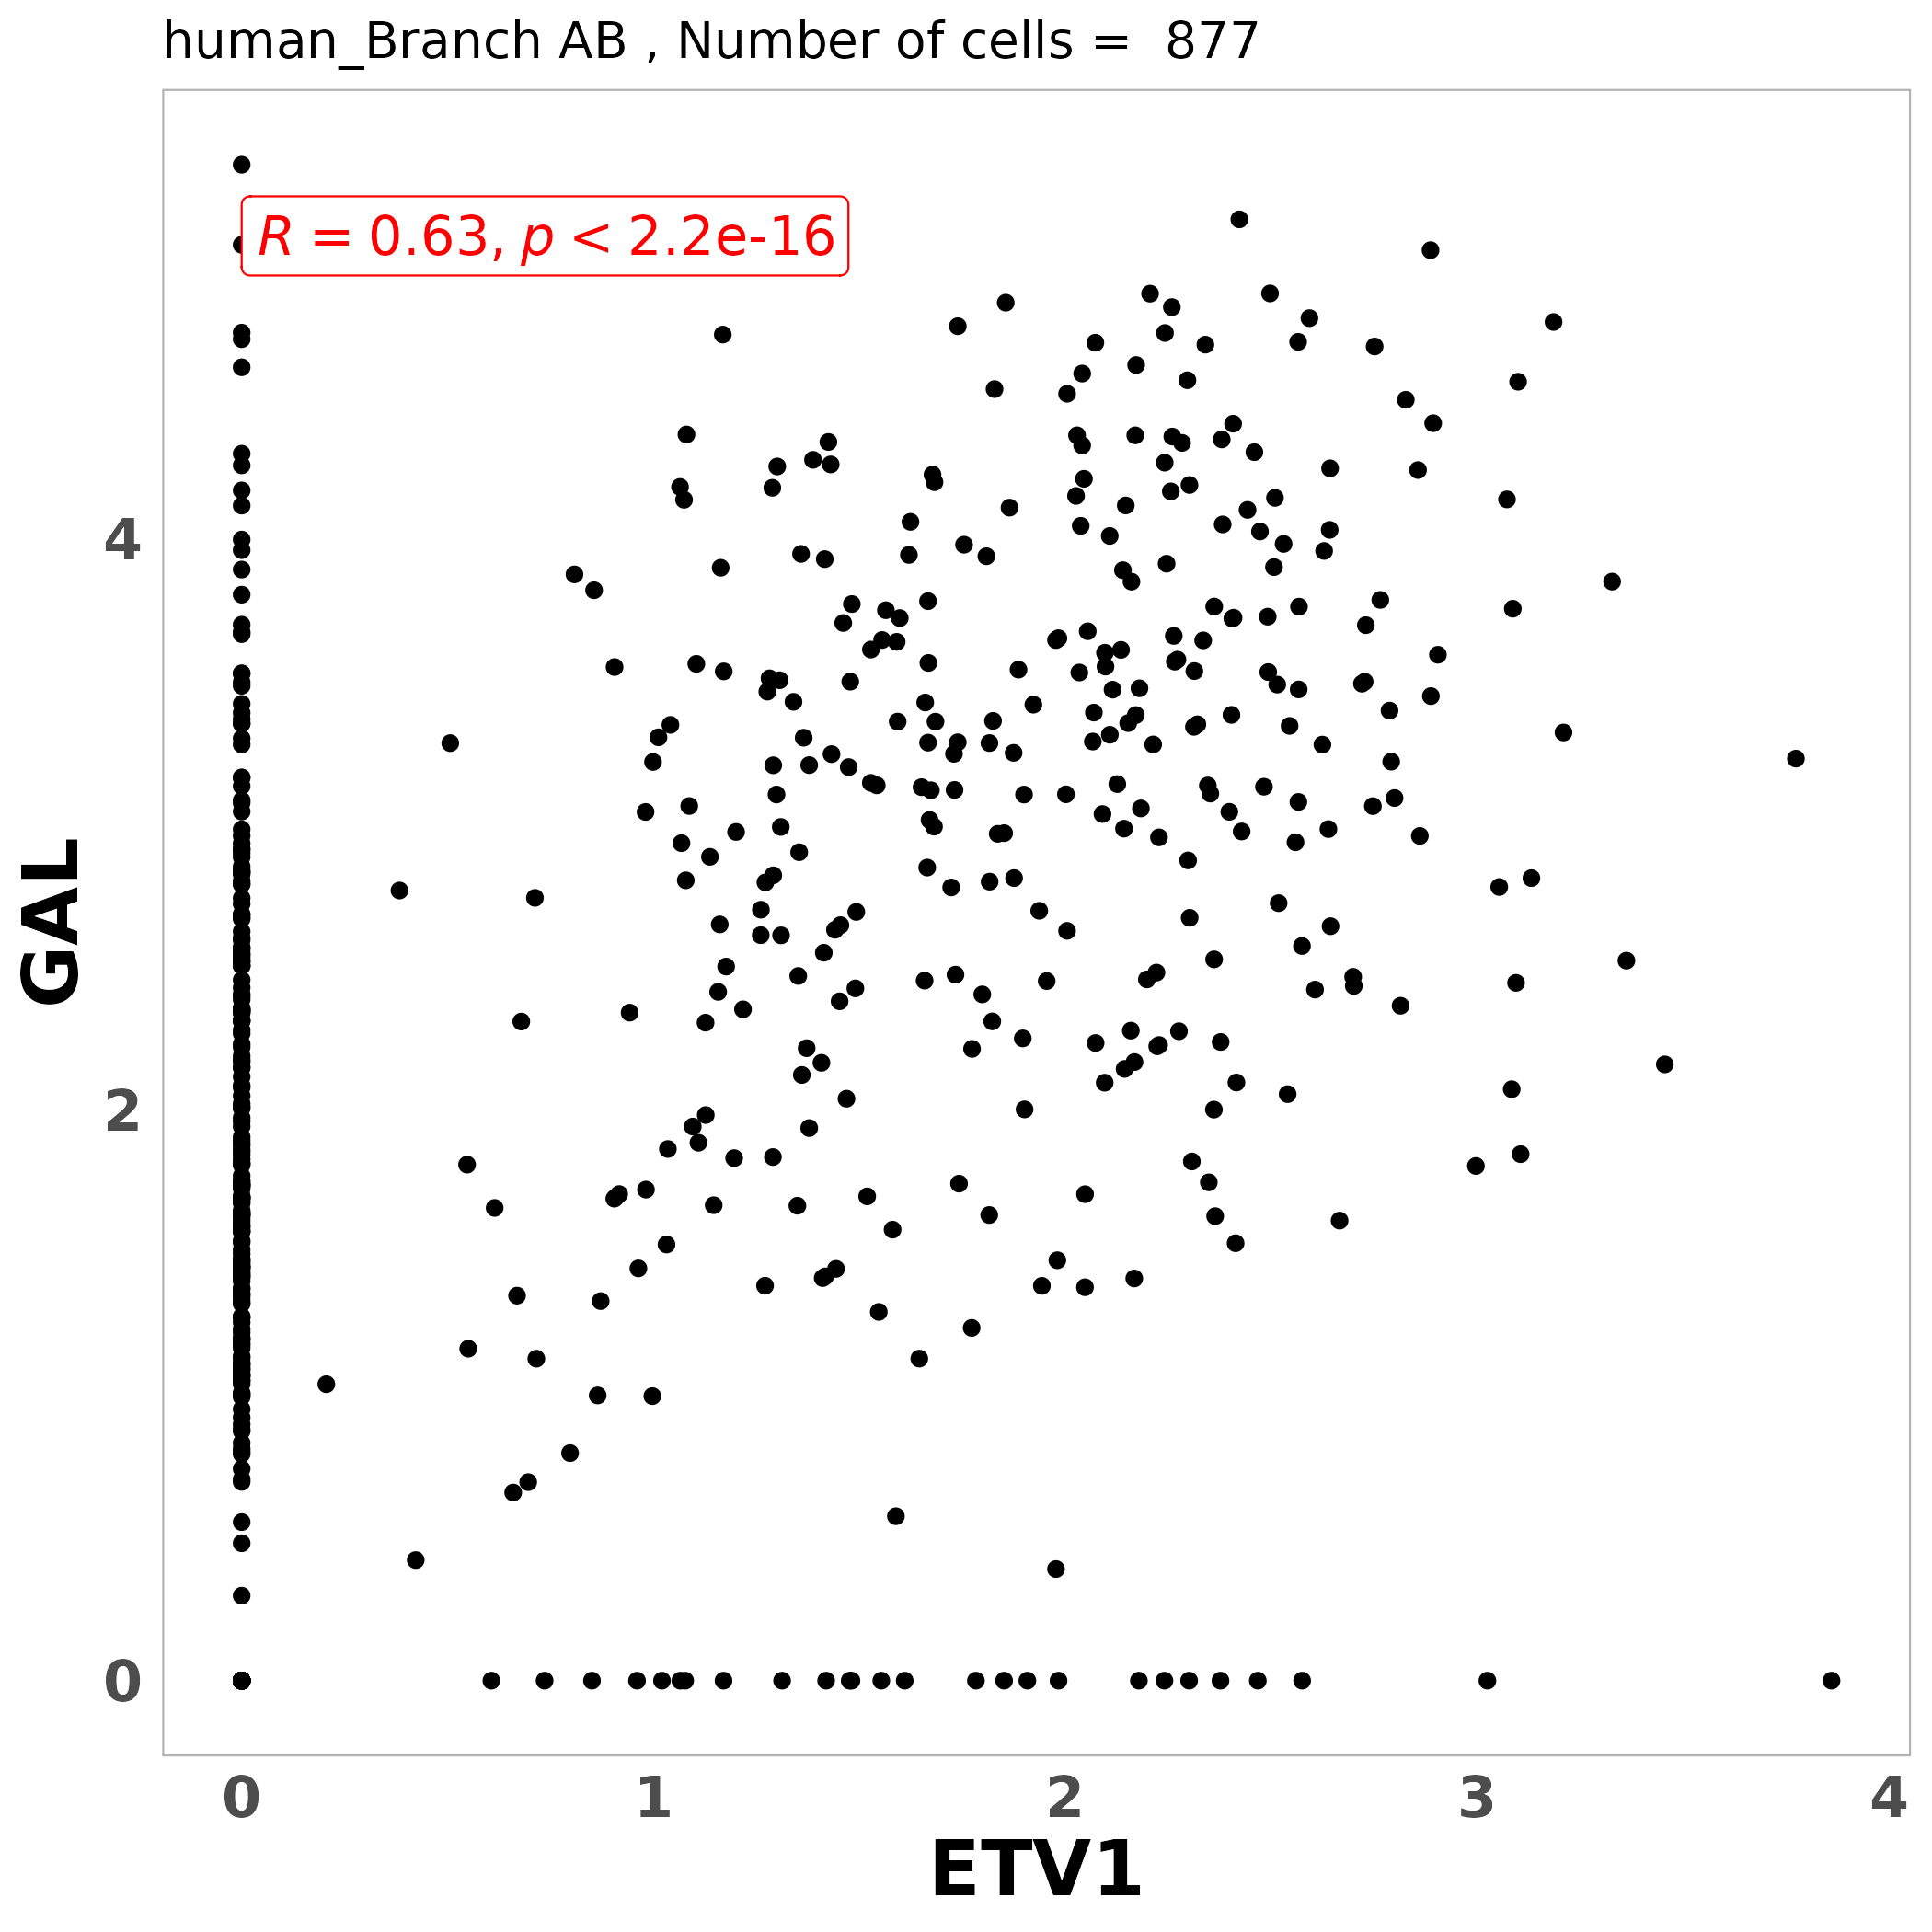 human_Branch AB , Number of cells =  877
R = 0.63, p < 2.2e-16
4
2
0
GAL
0 1 2 3 4
ETV1